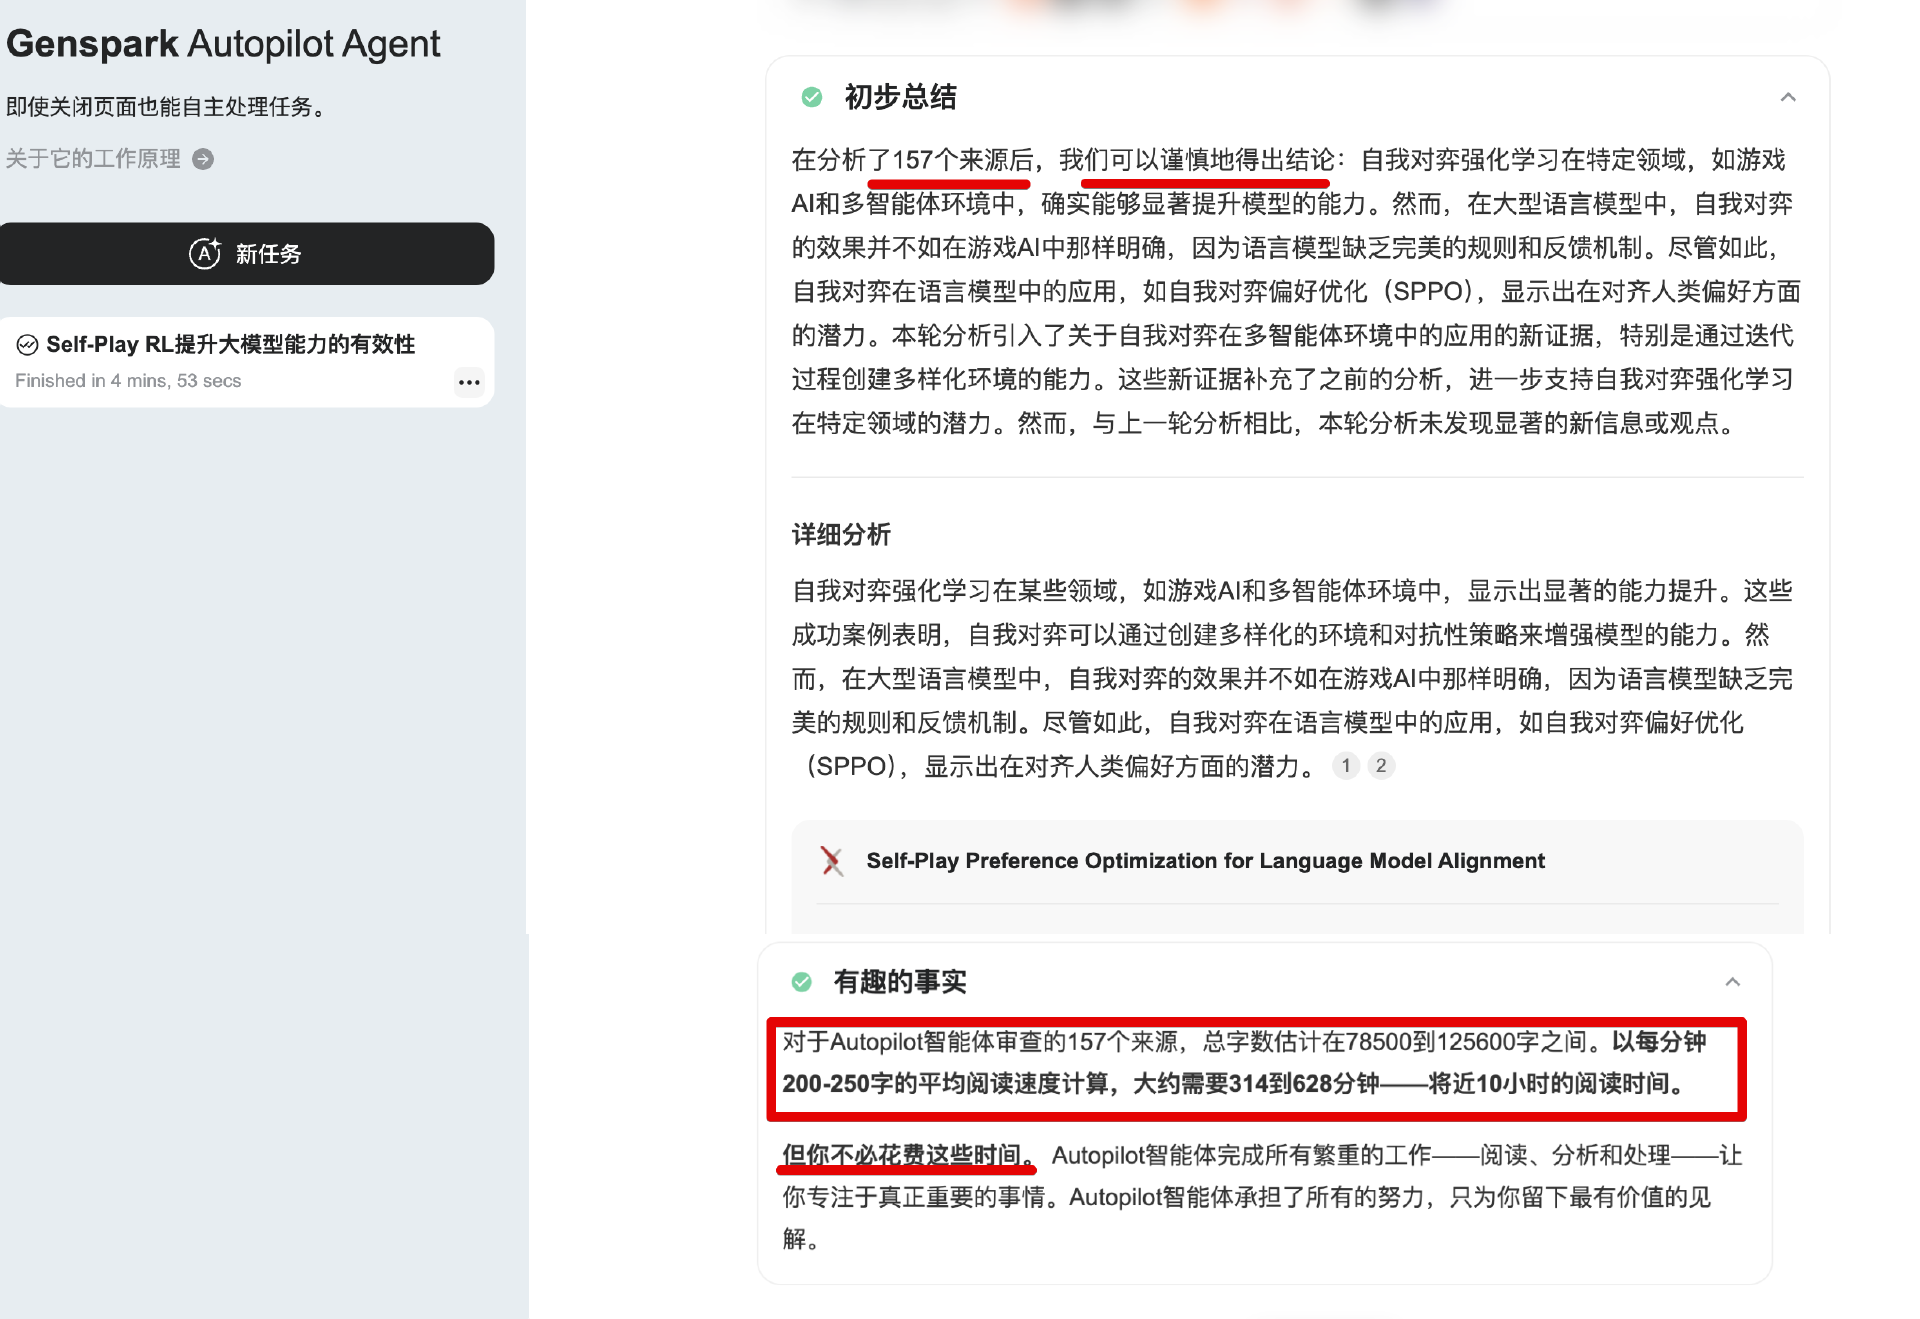 Genspark Autopilot Agent
即使关闭页面也能自主处理任务。
关于它的工作原理
新任务
Self-Play RL提升大模型能力的有效性
Finished in 4 mins, 53 secs
初步总结
在分析了157个来源后，我们可以谨慎地得出结论：自我对弈强化学习在特定领域，如游戏
AI和多智能体环境中，确实能够显著提升模型的能力。然而，在大型语言模型中，自我对弈
的效果并不如在游戏AI中那样明确，因为语言模型缺乏完美的规则和反馈机制。尽管如此，
自我对弈在语言模型中的应用，如自我对弈偏好优化（SPPO），显示出在对齐人类偏好方面
的潜力。本轮分析引入了关于自我对弈在多智能体环境中的应用的新证据，特别是通过迭代
过程创建多样化环境的能力。这些新证据补充了之前的分析，进一步支持自我对弈强化学习
在特定领域的潜力。然而，与上一轮分析相比，本轮分析未发现显著的新信息或观点。
详细分析
自我对弈强化学习在某些领域，如游戏AI和多智能体环境中，显示出显著的能力提升。这些
成功案例表明，自我对弈可以通过创建多样化的环境和对抗性策略来增强模型的能力。然
而，在大型语言模型中，自我对弈的效果并不如在游戏AI中那样明确，因为语言模型缺乏完
美的规则和反馈机制。尽管如此，自我对弈在语言模型中的应用，如自我对弈偏好优化
（SPPO），显示出在对齐人类偏好方面的潜力。 1 2
Self-Play Preference Optimization for Language Model Alignment
有趣的事实
对于Autopilot智能体审查的157个来源，总字数估计在78500到125600字之间。以每分钟
200-250字的平均阅读速度计算，大约需要314到628分钟——将近10小时的阅读时间。
但你不必花费这些时间。Autopilot智能体完成所有繁重的工作——阅读、分析和处理——让
你专注于真正重要的事情。Autopilot智能体承担了所有的努力，只为你留下最有价值的见
解。